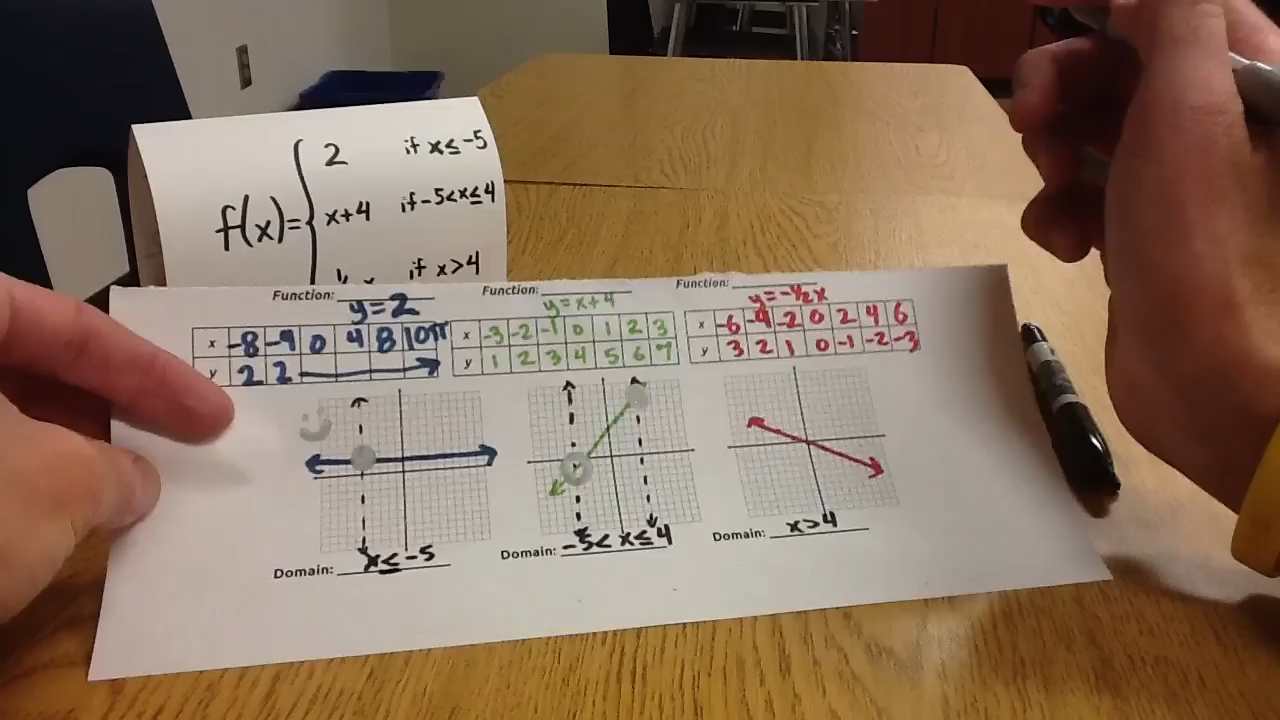 f(x)= 2 if x≤-5
x+4 if -5<x≤4
if x>4
Function: y=2
x -8 -4 0 4 8
y 2 2
Domain: x≤-5
Function: y=x+4
x -3 -2 -1 0 1 2 3
y 1 2 3 4 5 6 7
Domain: -5<x≤4
Function: y=-½x
x -6 -4 -2 0 2 4 6
y 3 2 1 0 -1 -2 -3
Domain: x>4